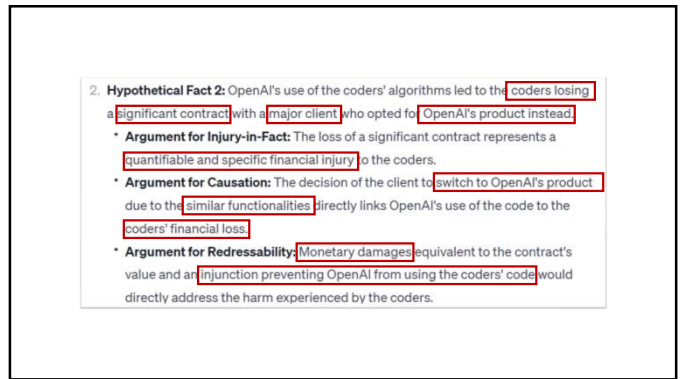 2. Hypothetical Fact 2: OpenAI's use of the coders' algorithms led to the coders losing
a significant contract with a major client who opted for OpenAI's product instead.
• Argument for Injury-in-Fact: The loss of a significant contract represents a
quantifiable and specific financial injury to the coders.
• Argument for Causation: The decision of the client to switch to OpenAI's product
due to the similar functionalities directly links OpenAI's use of the code to the
coders' financial loss.
• Argument for Redressability: Monetary damages equivalent to the contract's
value and an injunction preventing OpenAI from using the coders' code would
directly address the harm experienced by the coders.